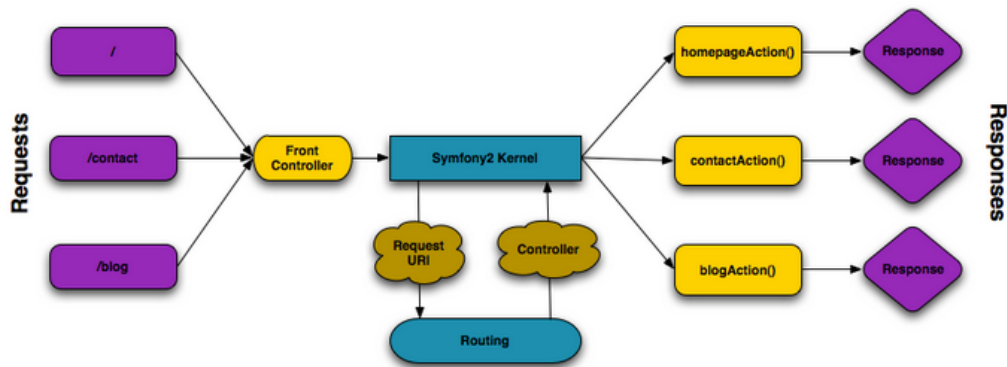 Requests
/
/contact
/blog
Front
Controller
Symfony2 Kernel
Request
URI
Controller
Routing
homepageAction()
contactAction()
blogAction()
Response
Response
Response
Responses